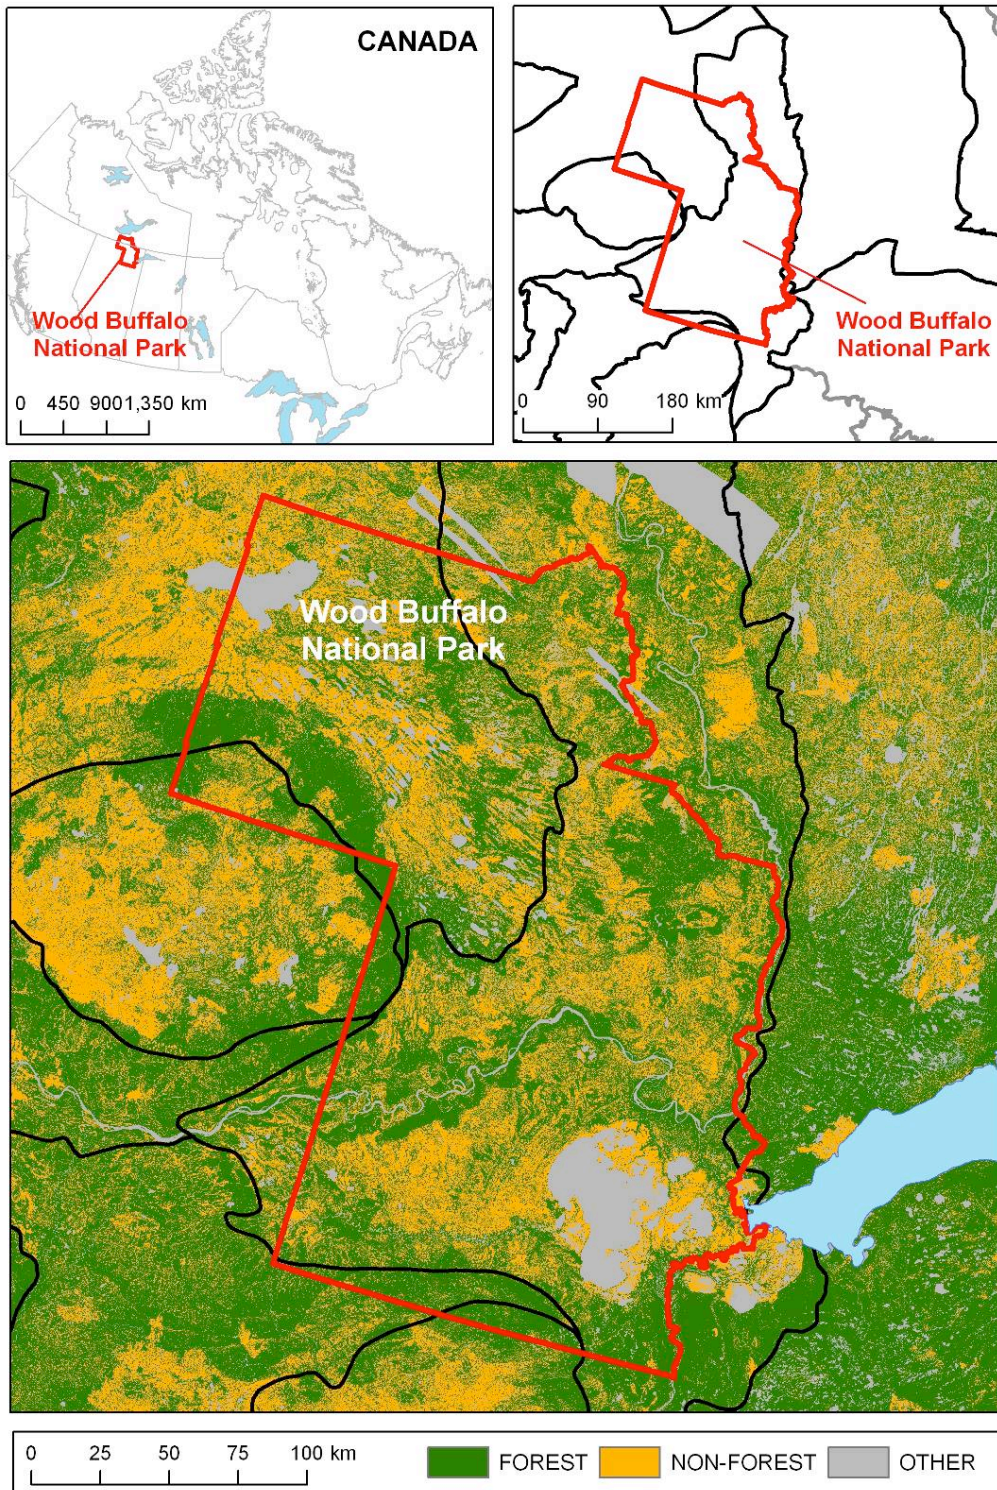 CANADA
Wood Buffalo
National Park
0 450 9001,350 km
Wood Buffalo
National Park
0 90 180 km
Wood Buffalo
National Park
0 25 50 75 100 km
FOREST NON-FOREST OTHER